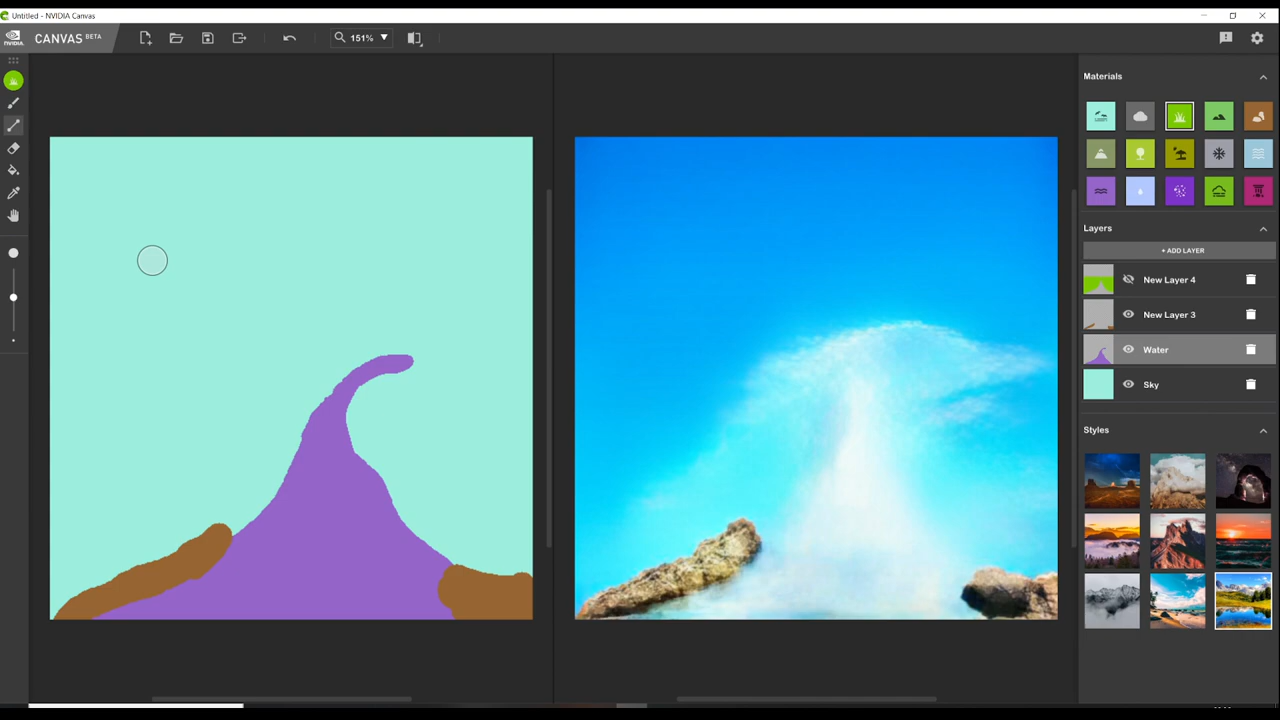 Untitled - NVIDIA Canvas
NVIDIA
CANVAS BETA
151%
Materials
Layers
+ ADD LAYER
New Layer 4
New Layer 3
Water
Sky
Styles